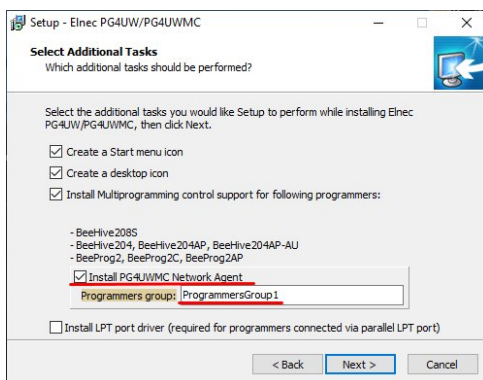 Setup - Elnec PG4UW/PG4UWMC
Select Additional Tasks
Which additional tasks should be performed?
Select the additional tasks you would like Setup to perform while installing Elnec
PG4UW/PG4UWMC, then click Next.
Create a Start menu icon
Create a desktop icon
Install Multiprogramming control support for following programmers:
- BeeHive208S
- BeeHive204, BeeHive204AP, BeeHive204AP-AU
- BeeProg2, BeeProg2C, BeeProg2AP
Install PG4UWMC Network Agent
Programmers group: ProgrammersGroup1
Install LPT port driver (required for programmers connected via parallel LPT port)
< Back Next > Cancel